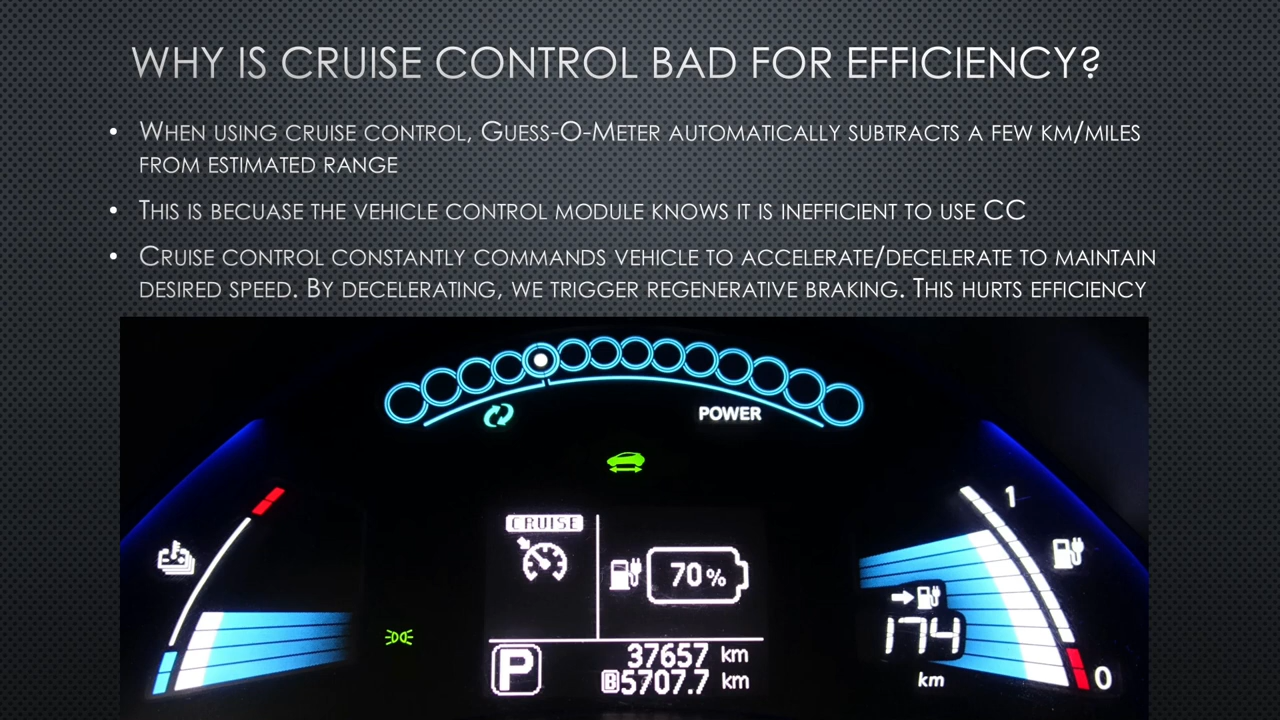 WHY IS CRUISE CONTROL BAD FOR EFFICIENCY?
• WHEN USING CRUISE CONTROL, GUESS-O-METER AUTOMATICALLY SUBTRACTS A FEW KM/MILES
FROM ESTIMATED RANGE
• THIS IS BECUASE THE VEHICLE CONTROL MODULE KNOWS IT IS INEFFICIENT TO USE CC
• CRUISE CONTROL CONSTANTLY COMMANDS VEHICLE TO ACCELERATE/DECELERATE TO MAINTAIN
DESIRED SPEED. BY DECELERATING, WE TRIGGER REGENERATIVE BRAKING. THIS HURTS EFFICIENCY
POWER
CRUISE
70%
P
37657 km
B 5707.7 km
1
174
km
0